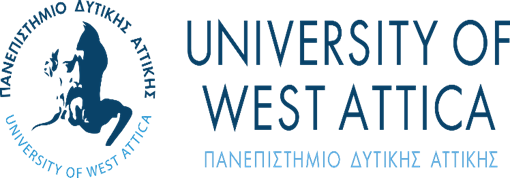 ΠΑΝΕΠΙΣΤΗΜΙΟ ΔΥΤΙΚΗΣ ΑΤΤΙΚΗΣ
UNIVERSITY OF WEST ATTICA
UNIVERSITY OF
WEST ATTICA
ΠΑΝΕΠΙΣΤΗΜΙΟ ΔΥΤΙΚΗΣ ΑΤΤΙΚΗΣ